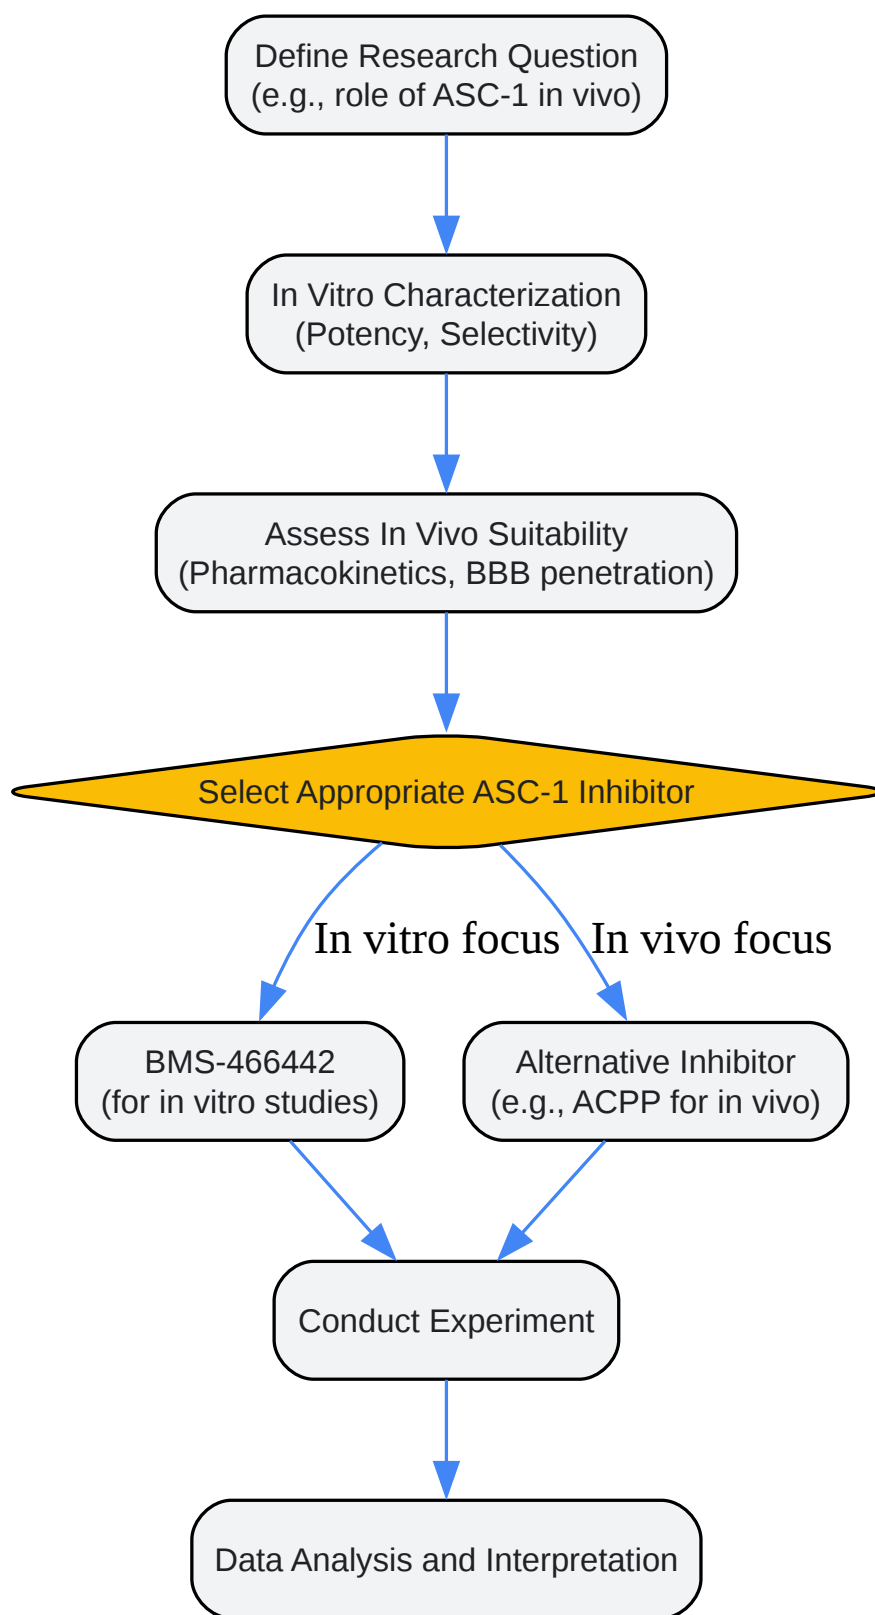 Define Research Question
(e.g., role of ASC-1 in vivo)
In Vitro Characterization
(Potency, Selectivity)
Assess In Vivo Suitability
(Pharmacokinetics, BBB penetration)
Select Appropriate ASC-1 Inhibitor
In vitro focus
In vivo focus
BMS-466442
(for in vitro studies)
Alternative Inhibitor
(e.g., ACPP for in vivo)
Conduct Experiment
Data Analysis and Interpretation